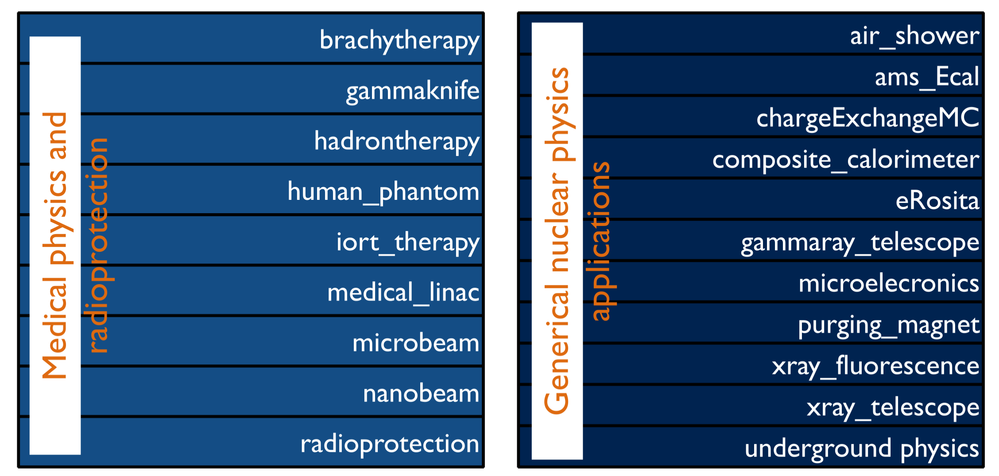 Medical physics and
radioprotection
brachytherapy
gammaknife
hadrontherapy
human_phantom
iort_therapy
medical_linac
microbeam
nanobeam
radioprotection
Generical nuclear physics
applications
air_shower
ams_Ecal
chargeExchangeMC
composite_calorimeter
eRosita
gammaray_telescope
microelecronics
purging_magnet
xray_fluorescence
xray_telescope
underground physics